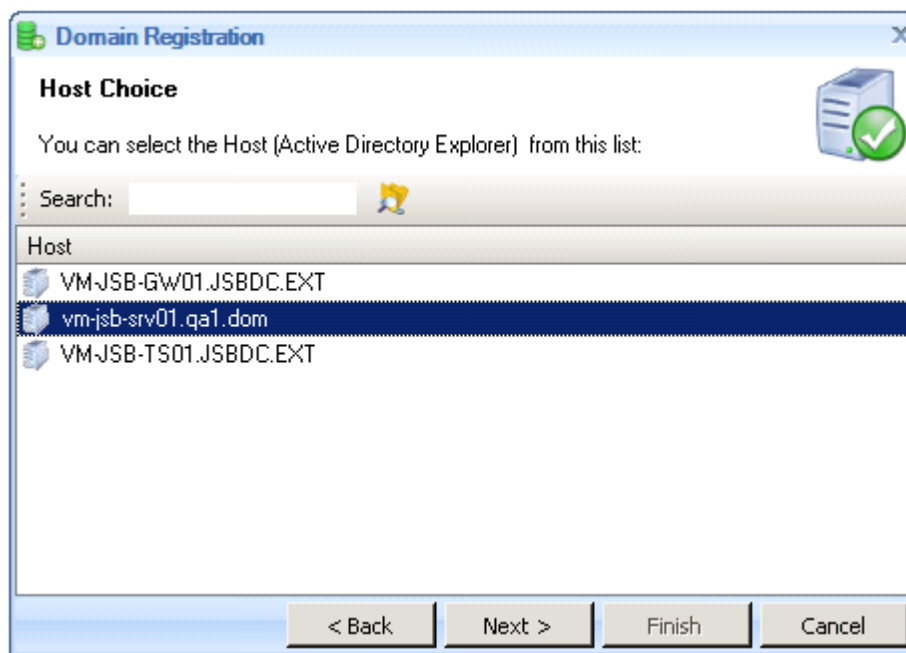 Domain Registration
Host Choice
You can select the Host (Active Directory Explorer) from this list:
Search:
Host
VM-JSB-GW01.JSBDC.EXT
vm-jsb-srv01.qa1.dom
VM-JSB-TS01.JSBDC.EXT
< Back Next > Finish Cancel